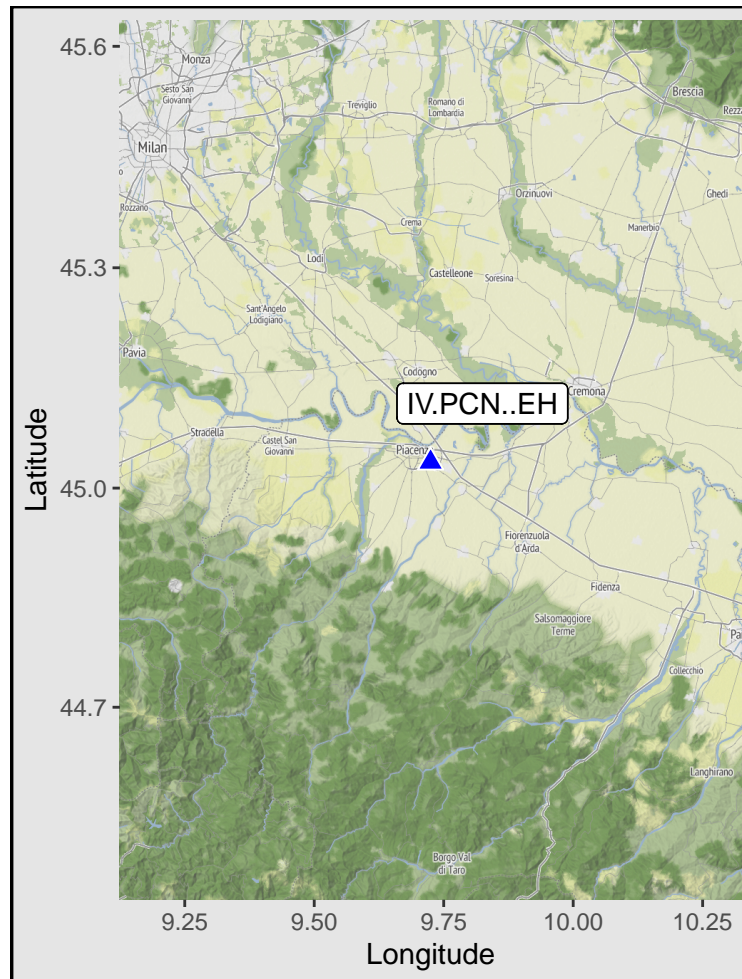 45.6
Monza
Sesto San
Giovanni
Brescia
Treviglio
Romano di
Lombardia
Milan
Rozzano
Orzinuovi
Ghedi
Crema
Manerbio
45.3
Lodi
Castelleone
Soresina
Sant'Angelo
Lodigiano
Pavia
Codogno
Cremona
IV.PCN..EH
Stradella
Castel San
Giovanni
Latitude
45.0
Fiorenzuola
d'Arda
Fidenza
Salsomaggiore
Terme
Collecchio
44.7
Langhirano
Borgo Val
di Taro
9.25
9.50
9.75
10.00
10.25
Longitude